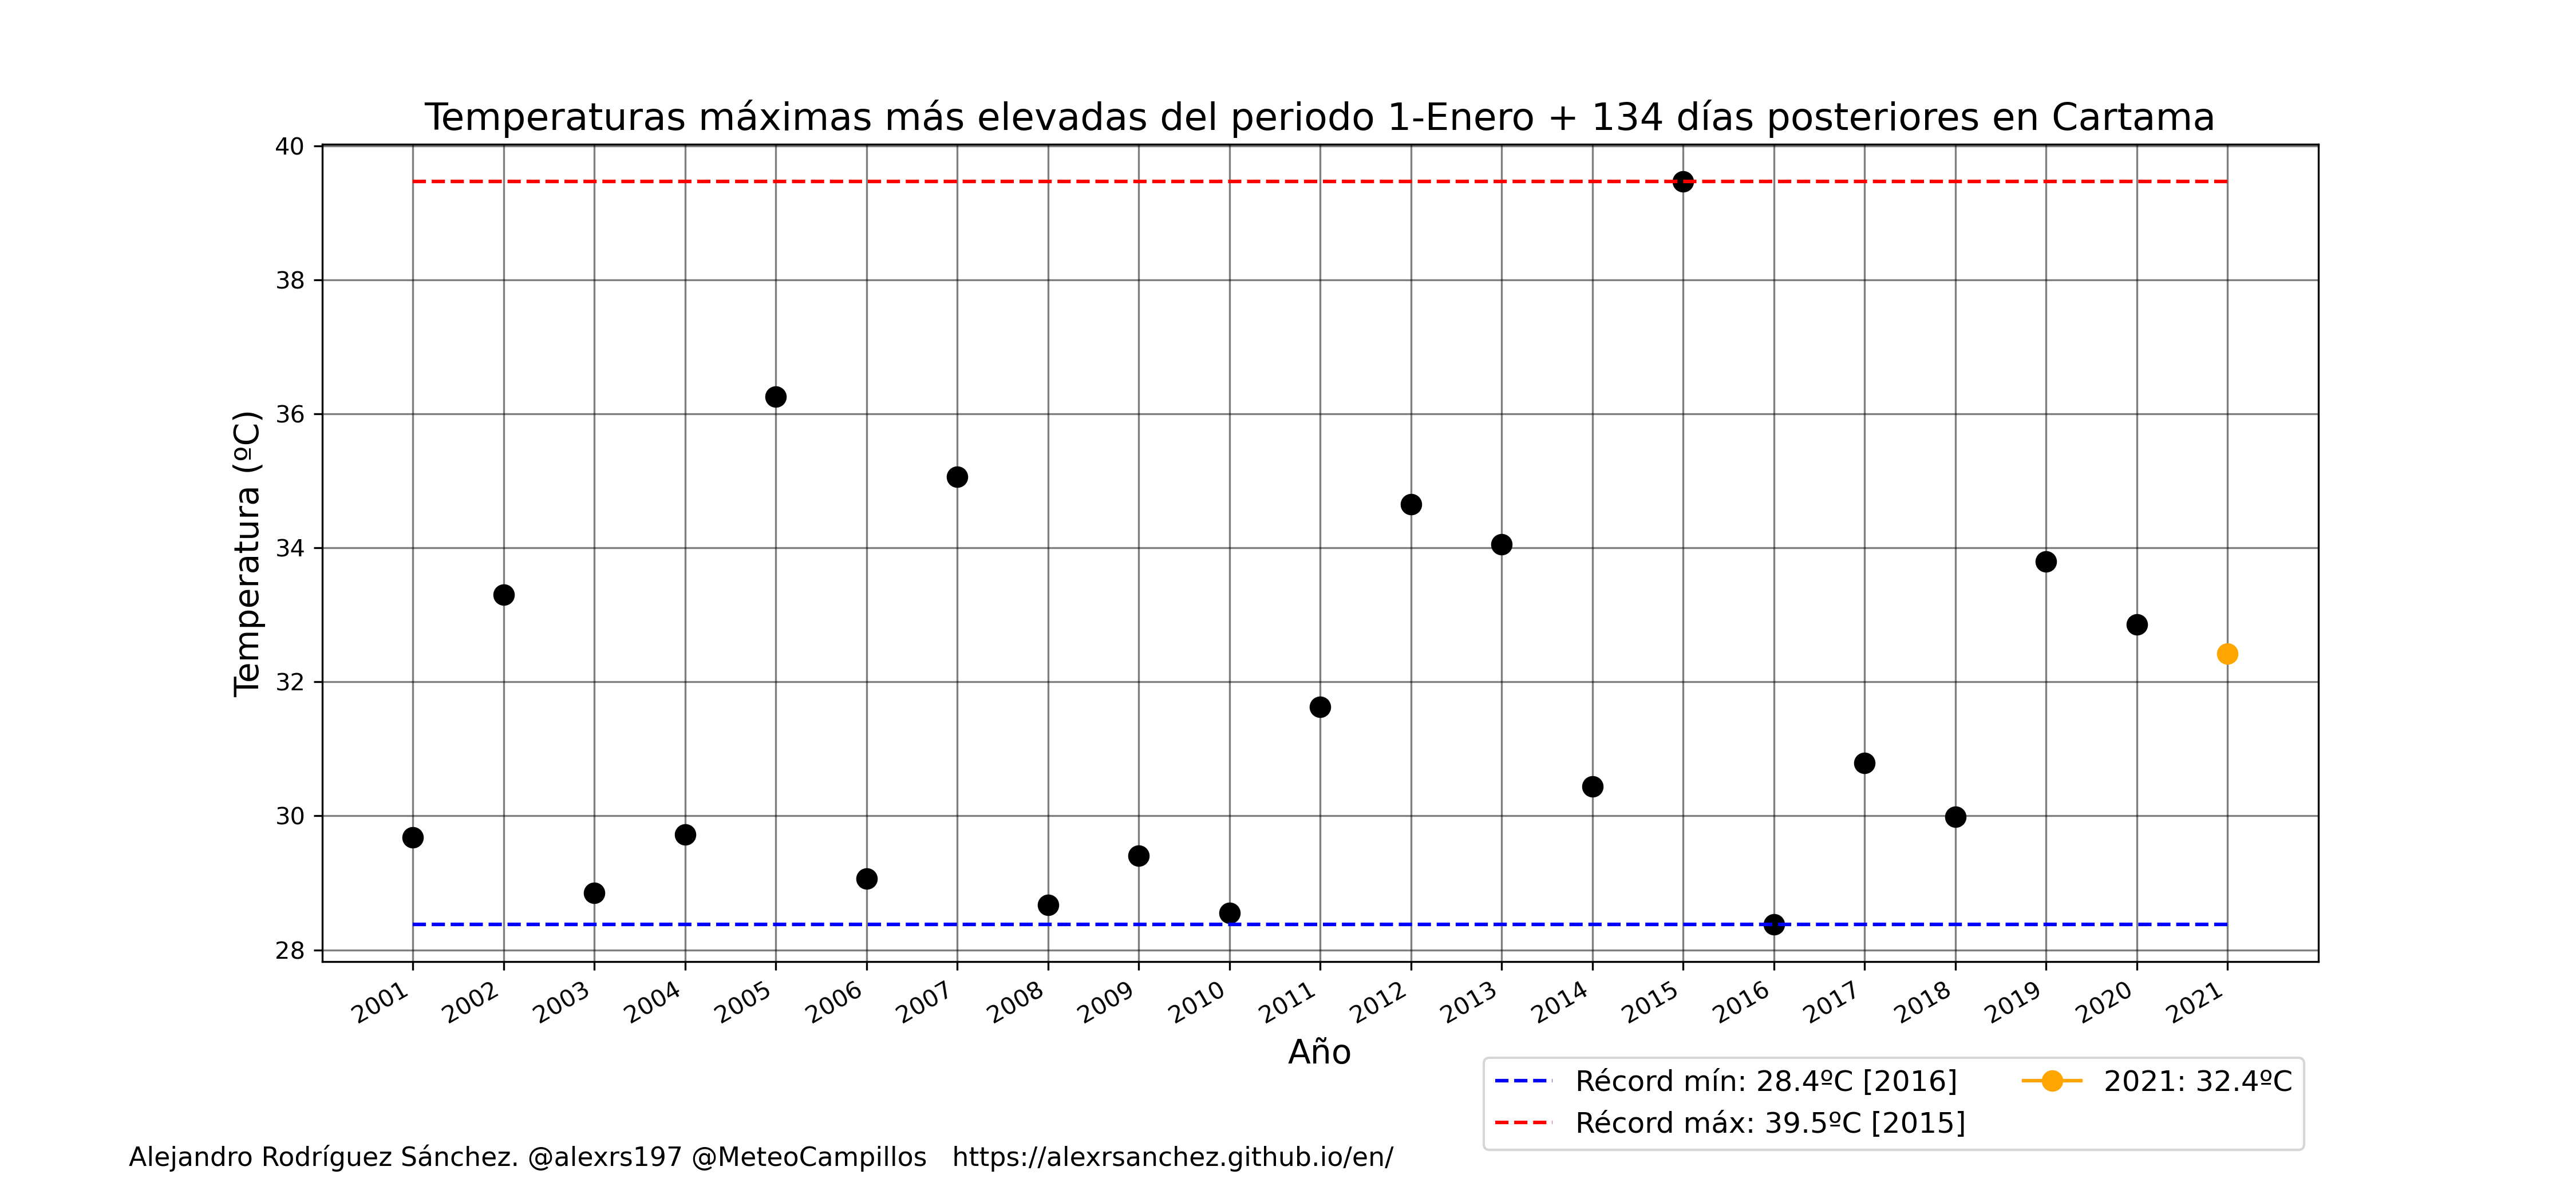 Temperaturas máximas más elevadas del periodo 1-Enero + 134 días posteriores en Cartama
40
38
36
34
32
30
28
Temperatura (ºC)
2001 2002 2003 2004 2005 2006 2007 2008 2009 2010 2011 2012 2013 2014 2015 2016 2017 2018 2019 2020 2021
Año
Récord mín: 28.4ºC [2016]
Récord máx: 39.5ºC [2015]
2021: 32.4ºC
Alejandro Rodríguez Sánchez. @alexrs197 @MeteoCampillos https://alexrsanchez.github.io/en/